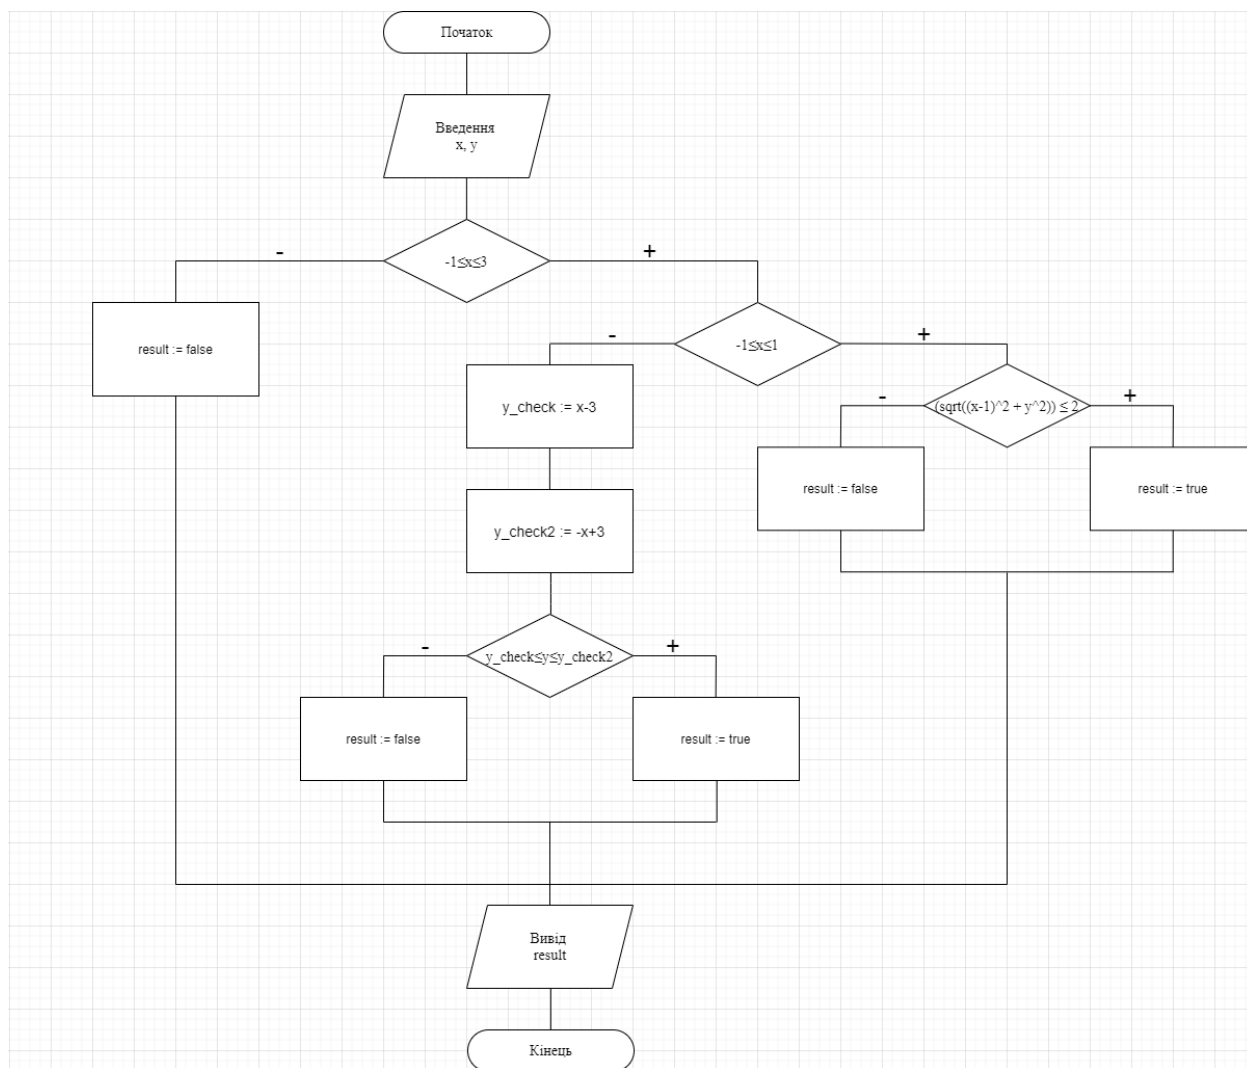 Початок
Введення
x, y
-1≤x≤3
-
+
result := false
-1≤x≤1
-
+
y_check := x-3
(sqrt((x-1)^2 + y^2)) ≤ 2
-
+
result := false
result := true
y_check2 := -x+3
y_check≤y≤y_check2
-
+
result := false
result := true
Вивід
result
Кінець